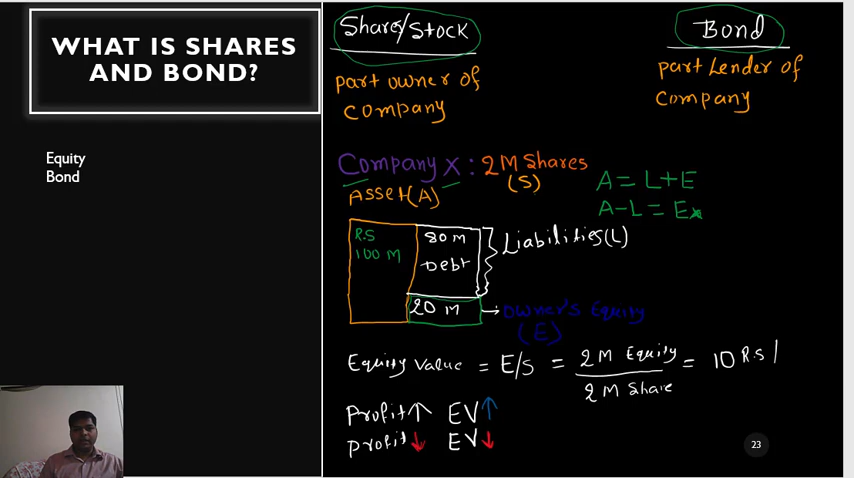 WHAT IS SHARES
AND BOND?
Equity
Bond
Share/Stock
part owner of
company
Bond
part Lender of
Company
Company X : 2 M Shares
(S)
Asset(A)
A = L + E
A - L = E
R.S
100 M
80 M
Debt
Liabilities(L)
20 M
Owner's Equity
(E)
Equity Value = E/S = 2 M Equity / 2 M Share = 10 R.S /
Profit ↑ EV ↑
Profit ↓ EV ↓
23